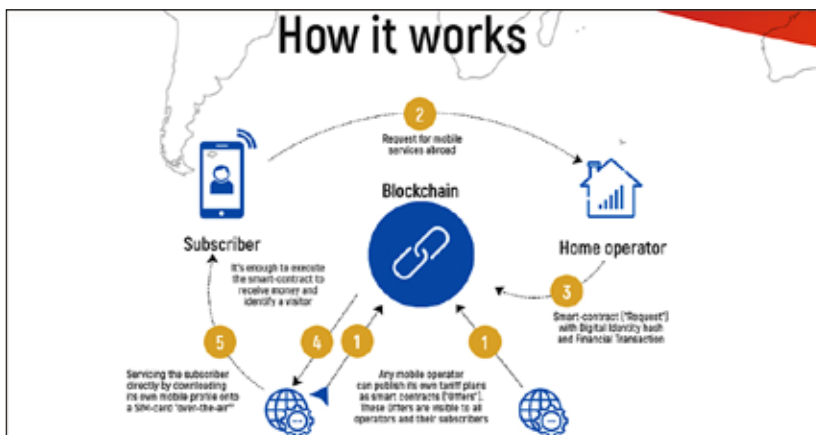 How it works
2
Request for mobile
services abroad
Blockchain
Subscriber
Home operator
It's enough to execute
the smart-contract to
receive money and
identify a visitor
3
Smart-contract ("Request")
with Digital Identity hash
and Financial Transaction
5
4
1
1
Servicing the subscriber
directly by downloading
its own mobile profile onto
a SIM-card "over-the-air"
Any mobile operator
can publish its own tariff plans
as smart contracts ("Offers").
These Offers are visible to all
operators and their subscribers